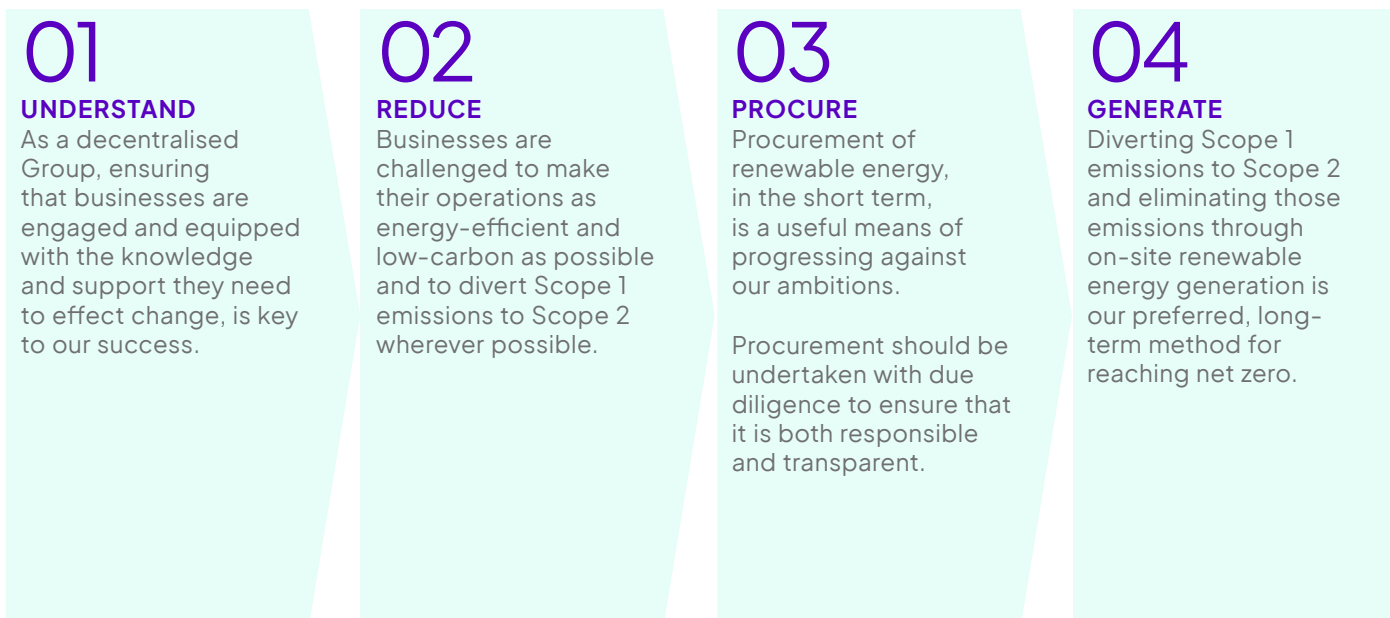 01
UNDERSTAND
As a decentralised
Group, ensuring
that businesses are
engaged and equipped
with the knowledge
and support they need
to effect change, is key
to our success.
02
REDUCE
Businesses are
challenged to make
their operations as
energy-efficient and
low-carbon as possible
and to divert Scope 1
emissions to Scope 2
wherever possible.
03
PROCURE
Procurement of
renewable energy,
in the short term,
is a useful means of
progressing against
our ambitions.
Procurement should be
undertaken with due
diligence to ensure that
it is both responsible
and transparent.
04
GENERATE
Diverting Scope 1
emissions to Scope 2
and eliminating those
emissions through
on-site renewable
energy generation is
our preferred, long-
term method for
reaching net zero.